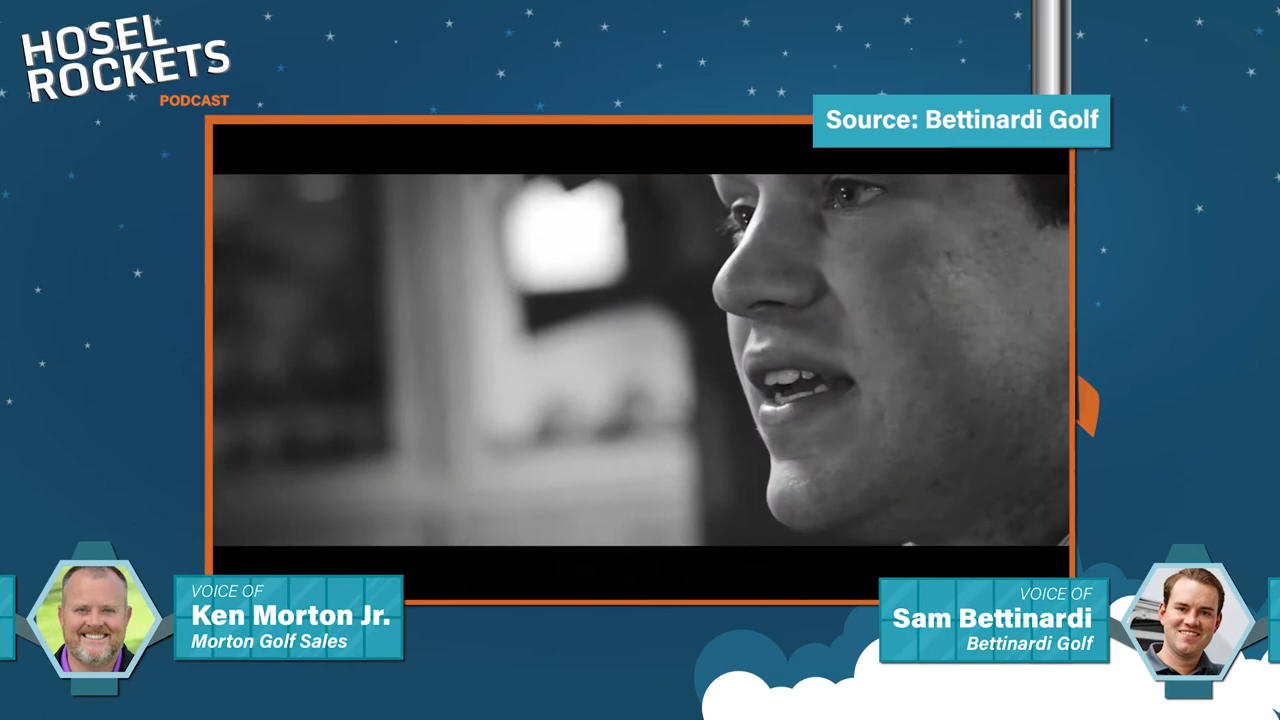 HOSEL
ROCKETS
PODCAST
Source: Bettinardi Golf
VOICE OF
Ken Morton Jr.
Morton Golf Sales
VOICE OF
Sam Bettinardi
Bettinardi Golf